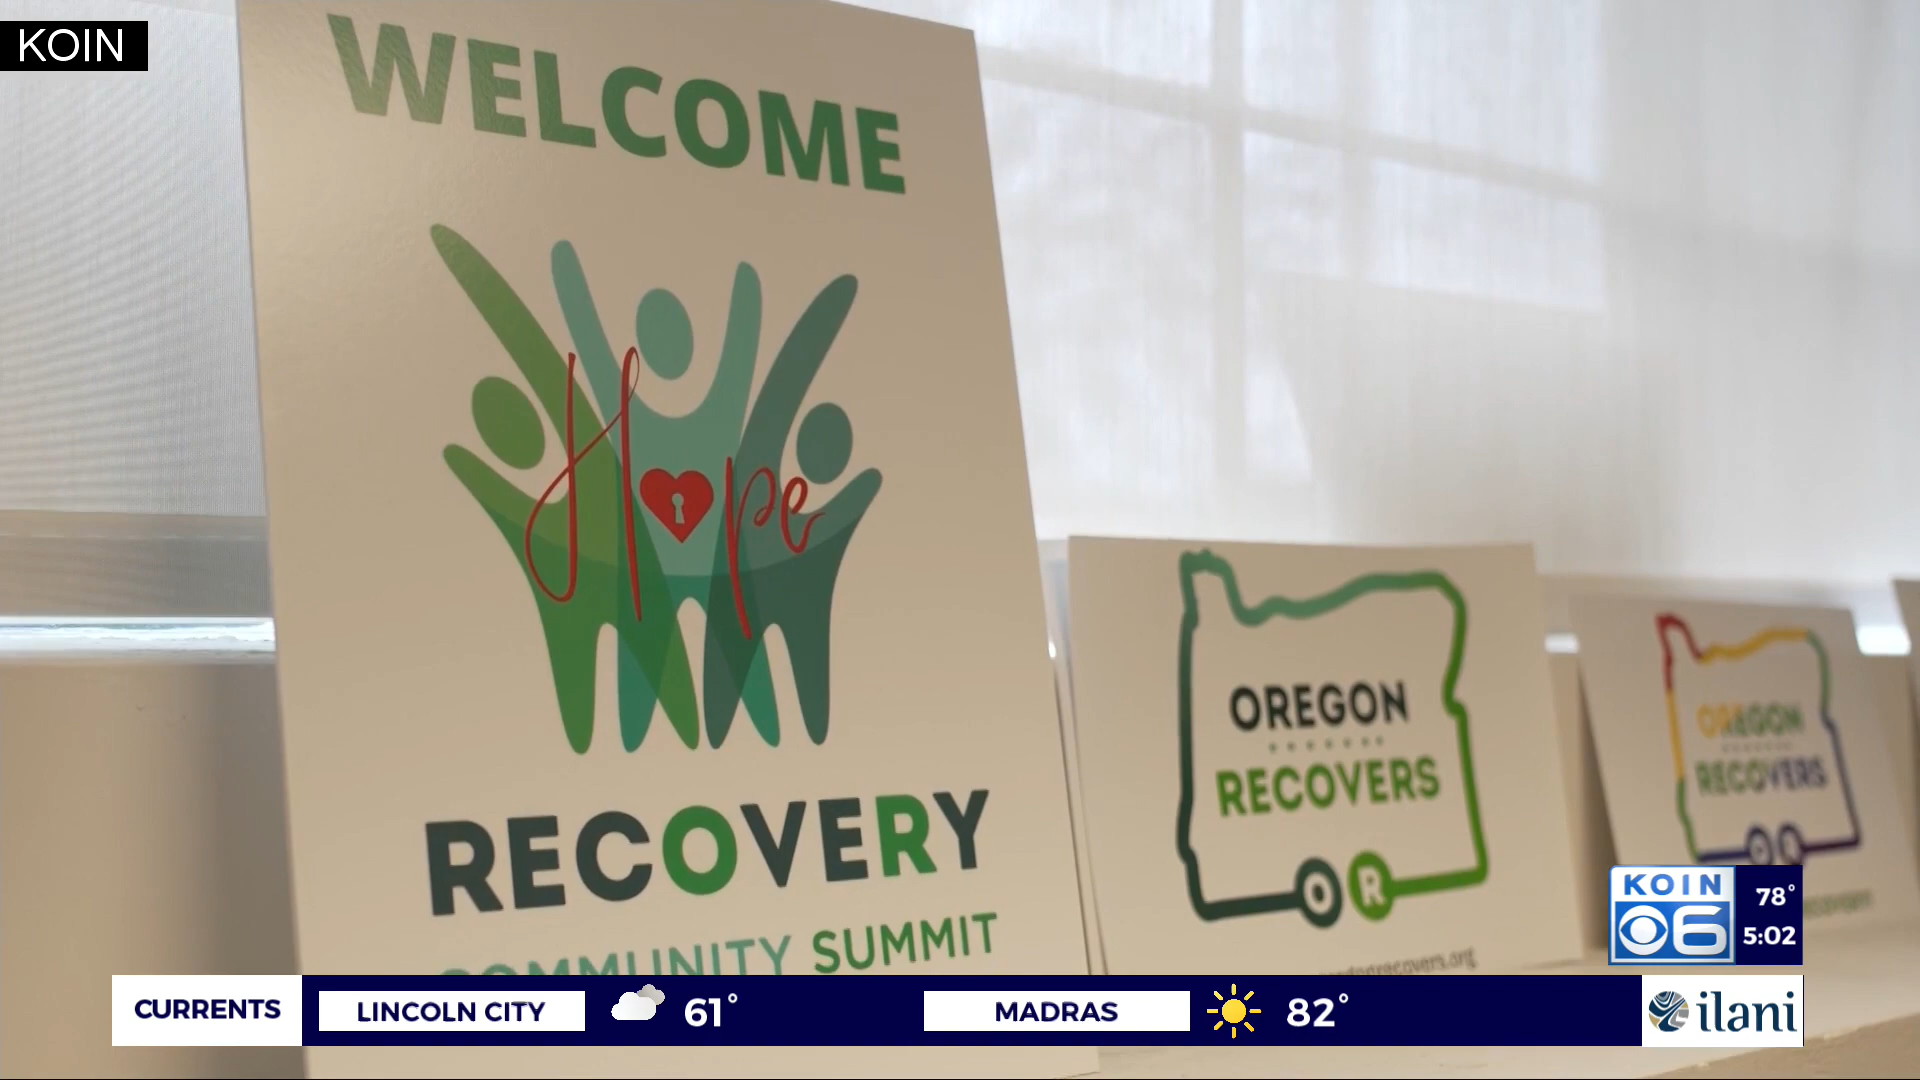 KOIN
WELCOME
Hope
RECOVERY
COMMUNITY SUMMIT
OREGON
RECOVERS
OREGON
RECOVERS
KOIN
6
78°
5:02
CURRENTS
LINCOLN CITY
61°
MADRAS
82°
ilani